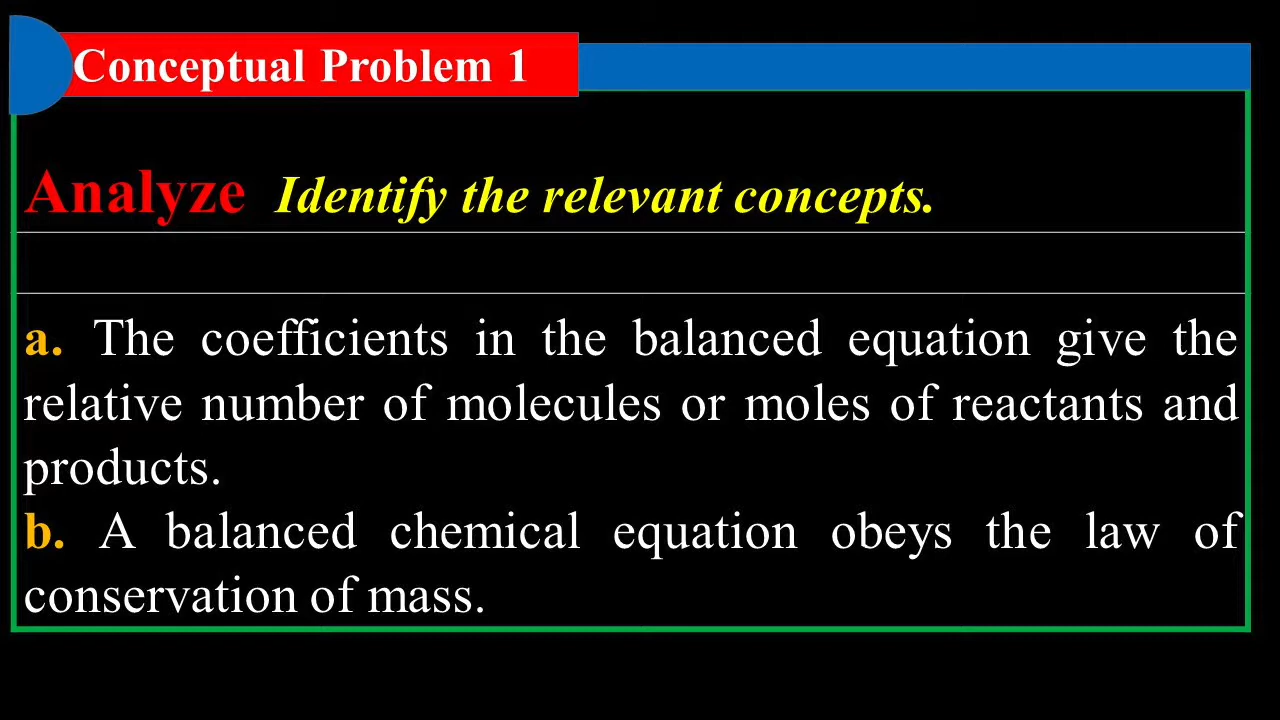 Conceptual Problem 1
Analyze Identify the relevant concepts.
a. The coefficients in the balanced equation give the
relative number of molecules or moles of reactants and
products.
b. A balanced chemical equation obeys the law of
conservation of mass.